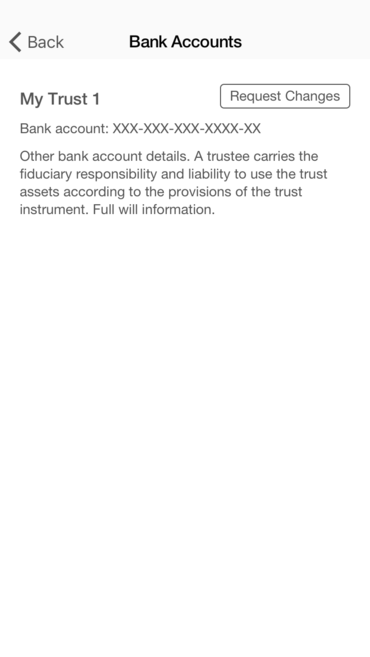 Back
Bank Accounts
My Trust 1
Request Changes
Bank account: XXX-XXX-XXX-XXXX-XX
Other bank account details. A trustee carries the
fiduciary responsibility and liability to use the trust
assets according to the provisions of the trust
instrument. Full will information.